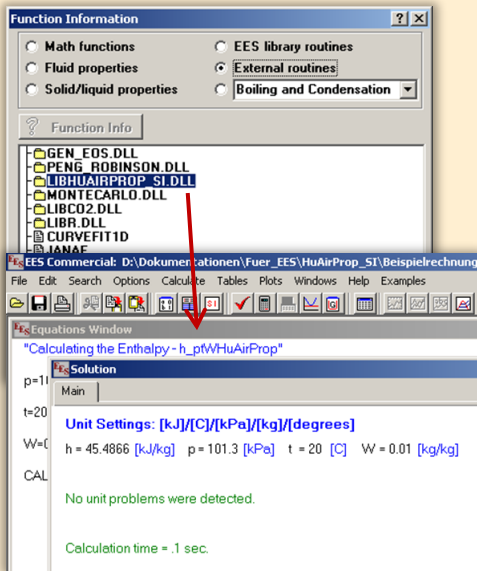 Function Information
Math functions
EES library routines
Fluid properties
External routines
Solid/liquid properties
Boiling and Condensation
Function Info
GEN_EOS.DLL
PENG_ROBINSON.DLL
LIBHUAIRPROP_SI.DLL
MONTECARLO.DLL
LIBCO2.DLL
LIBR.DLL
CURVEFIT1D
JANAF
EES Commercial: D:\Dokumentationen\Fuer_EES\HuAirProp_SI\Beispielrechnung
File Edit Search Options Calculate Tables Plots Windows Help Examples
Equations Window
"Calculating the Enthalpy - h_ptWHuAirProp"
Solution
Main
p=1
t=20
W=0
CAL
Unit Settings: [kJ]/[C]/[kPa]/[kg]/[degrees]
h = 45.4866 [kJ/kg] p = 101.3 [kPa] t = 20 [C] W = 0.01 [kg/kg]
No unit problems were detected.
Calculation time = .1 sec.